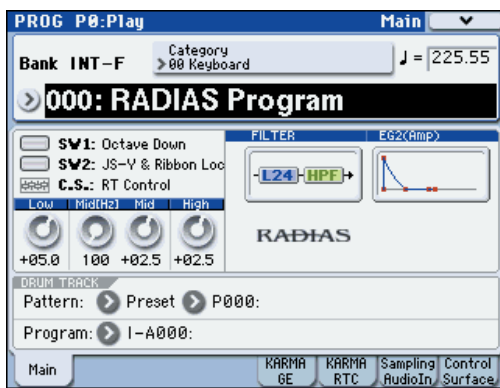 PROG P0:Play Main
Bank INT-F Category 00 Keyboard ♩ = 225.55
000: RADIAS Program
SW1: Octave Down
SW2: JS-Y & Ribbon Loc
C.S.: RT Control
FILTER EG2(Amp)
L24 HPF
Low Mid[Hz] Mid High
+05.0 100 +02.5 +02.5
RADIAS
DRUM TRACK
Pattern: Preset P000:
Program: I-A000:
Main KARMA GE KARMA RTC Sampling AudioIn Control Surface